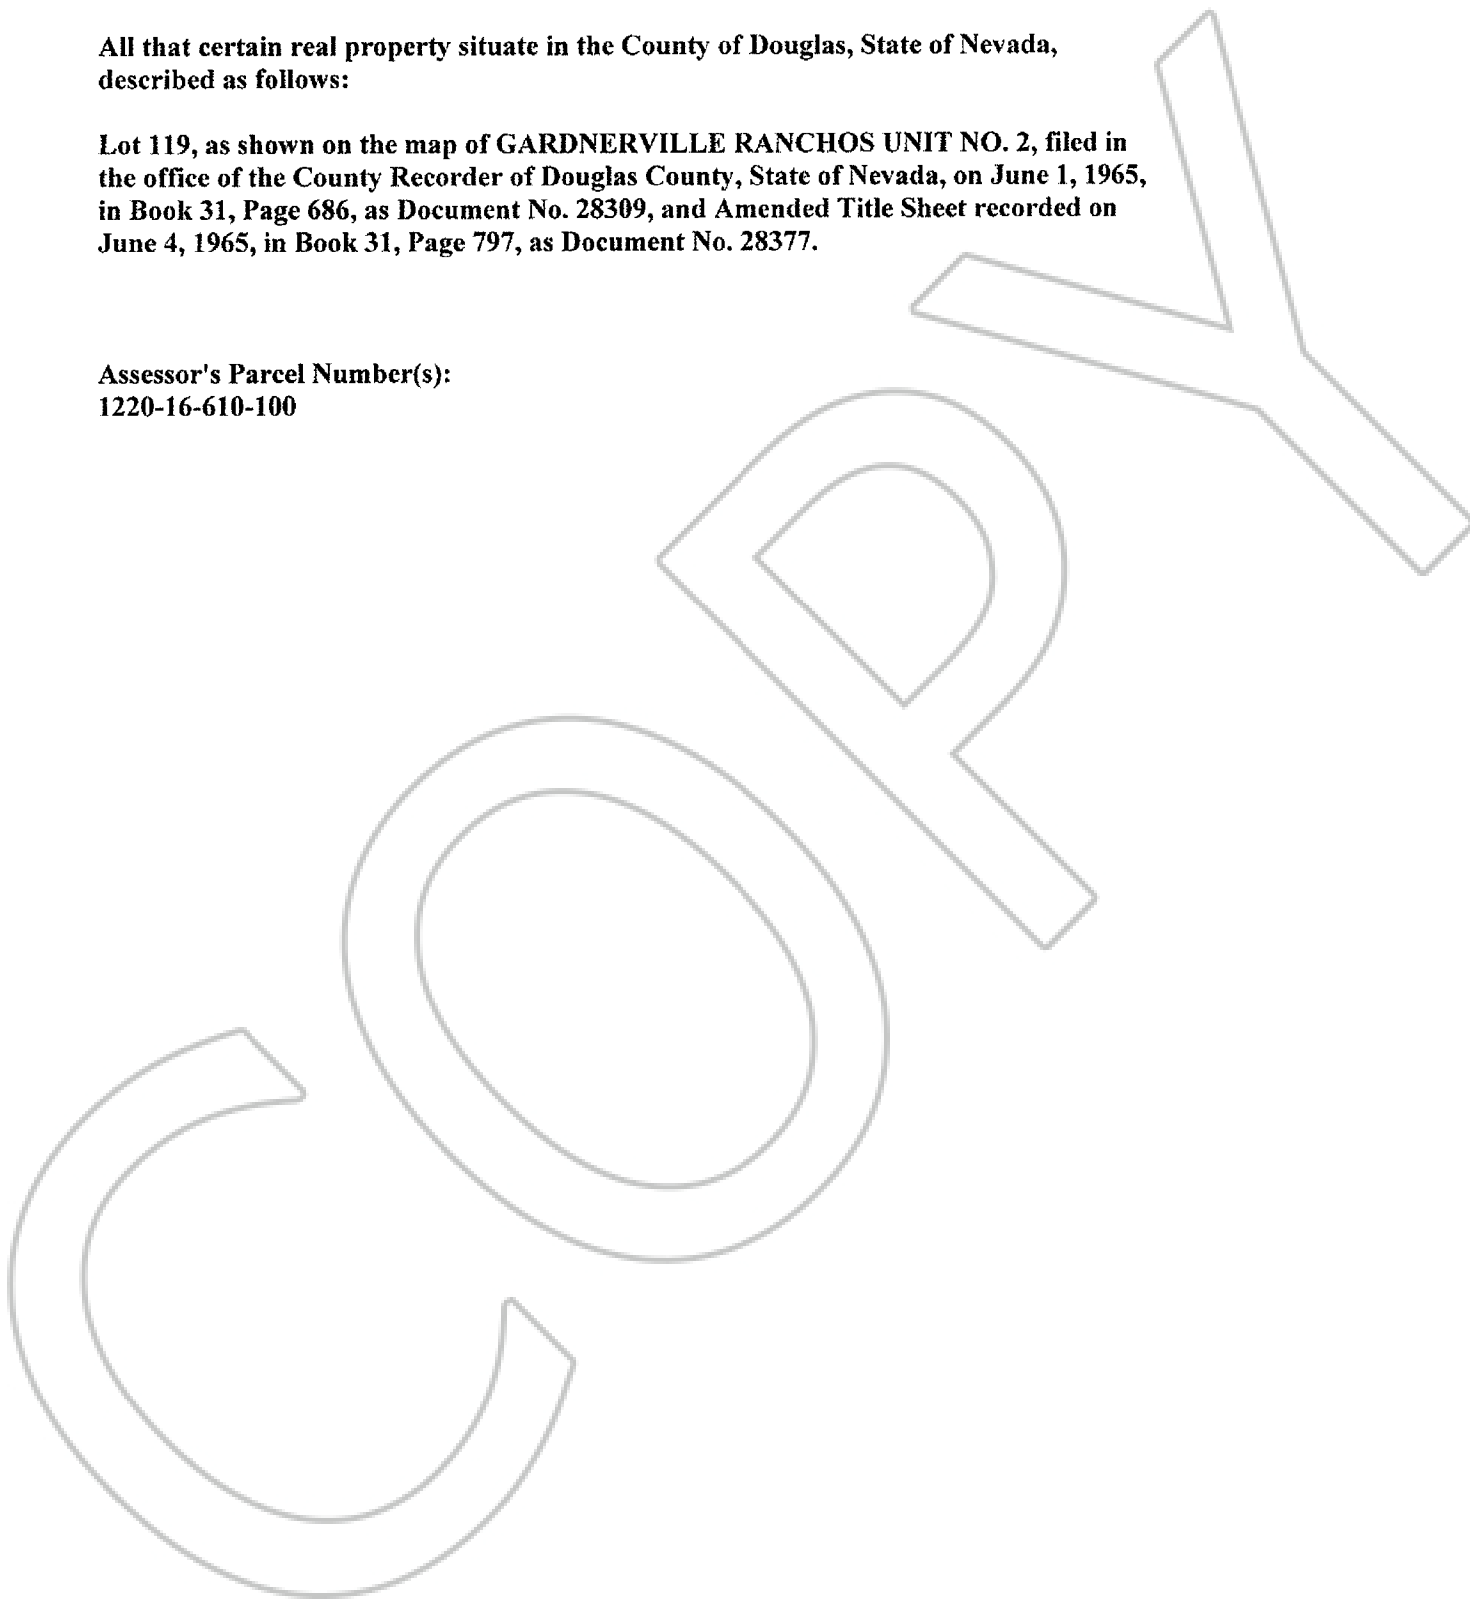 All that certain real property situate in the County of Douglas, State of Nevada,
described as follows:
Lot 119, as shown on the map of GARDNERVILLE RANCHOS UNIT NO. 2, filed in
the office of the County Recorder of Douglas County, State of Nevada, on June 1, 1965,
in Book 31, Page 686, as Document No. 28309, and Amended Title Sheet recorded on
June 4, 1965, in Book 31, Page 797, as Document No. 28377.
Assessor's Parcel Number(s):
1220-16-610-100
COPY